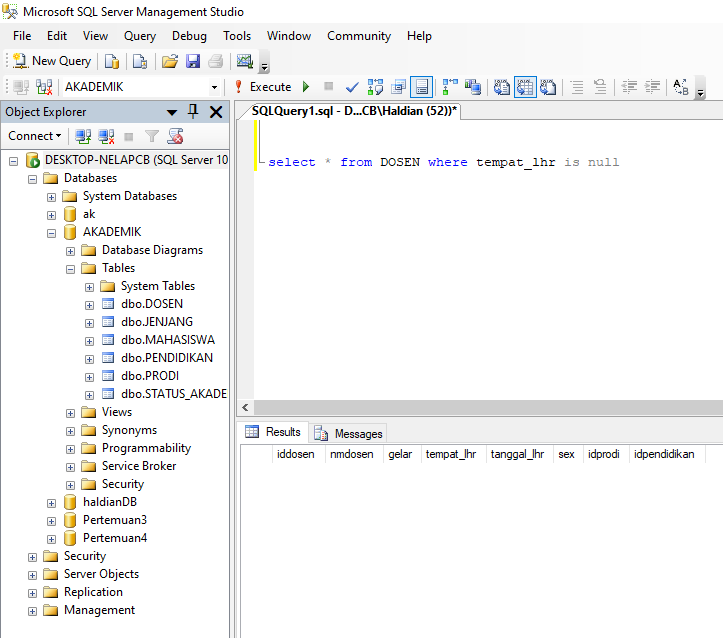 Microsoft SQL Server Management Studio
File Edit View Query Debug Tools Window Community Help
New Query
AKADEMIK Execute
Object Explorer
Connect
DESKTOP-NELAPCB (SQL Server 10
Databases
System Databases
ak
AKADEMIK
Database Diagrams
Tables
System Tables
dbo.DOSEN
dbo.JENJANG
dbo.MAHASISWA
dbo.PENDIDIKAN
dbo.PRODI
dbo.STATUS_AKADE
Views
Synonyms
Programmability
Service Broker
Security
haldianDB
Pertemuan3
Pertemuan4
Security
Server Objects
Replication
Management
SQLQuery1.sql - D...CB\Haldian (52))*
select * from DOSEN where tempat_lhr is null
Results Messages
iddosen nmdosen gelar tempat_lhr tanggal_lhr sex idprodi idpendidikan